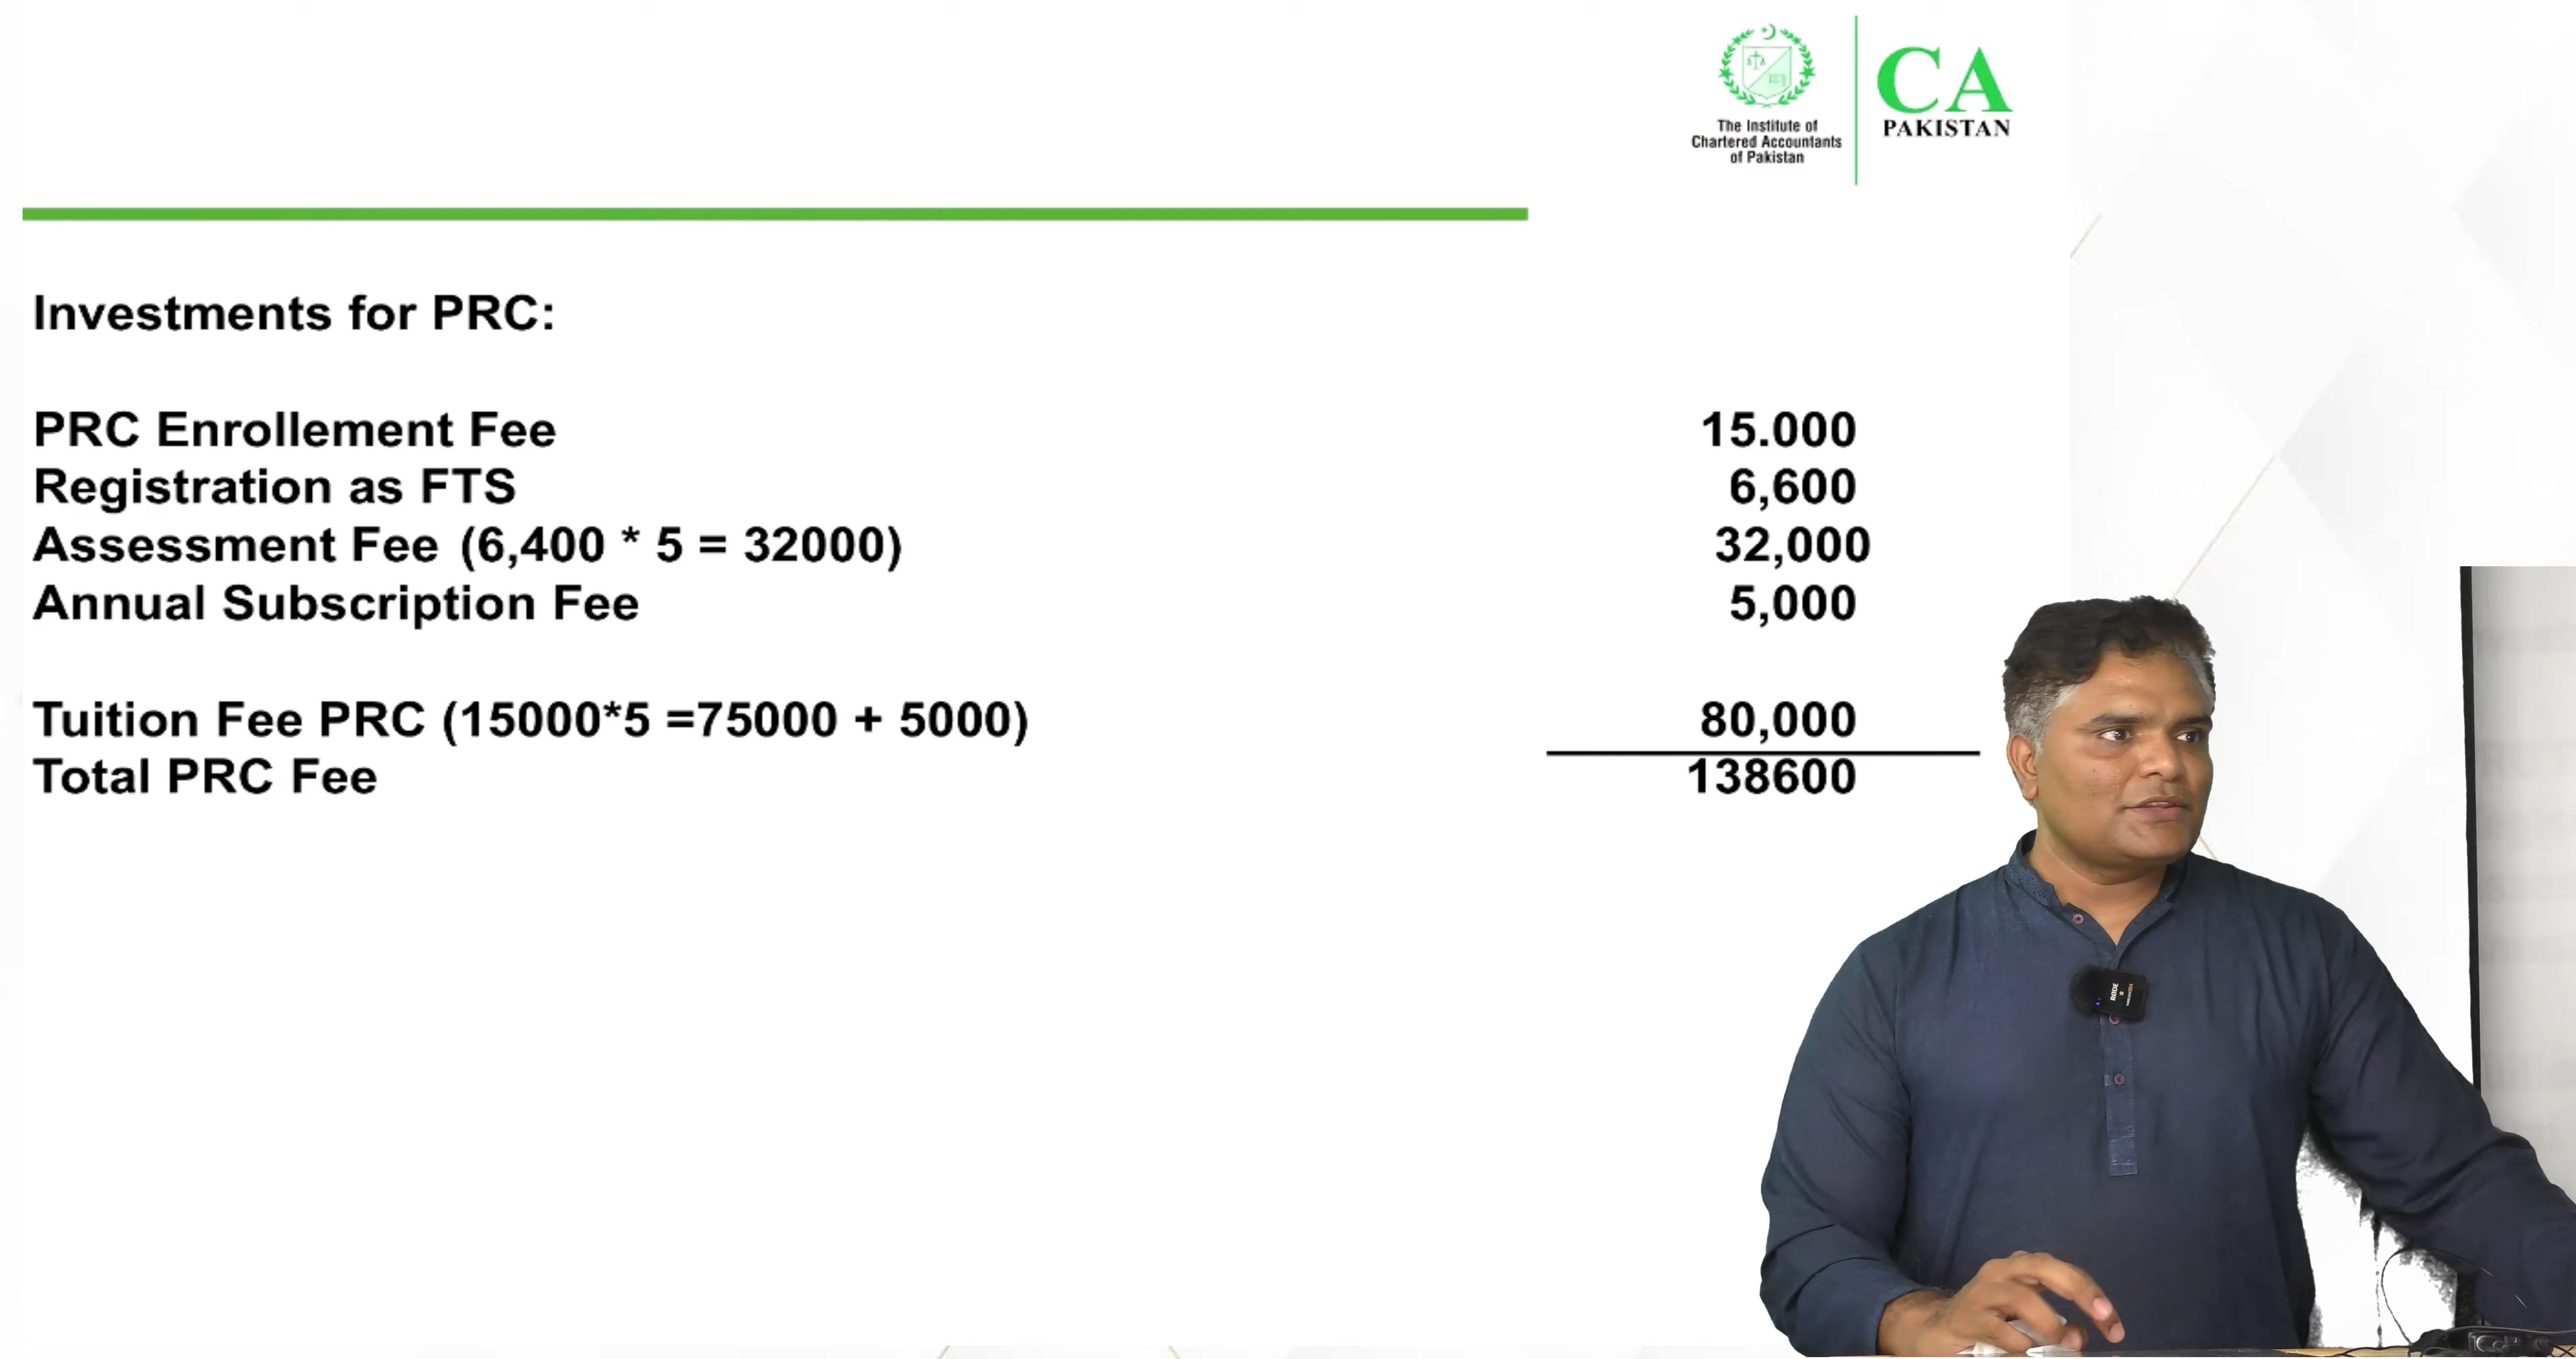 The Institute of
Chartered Accountants
of Pakistan
CA
PAKISTAN
Investments for PRC:
PRC Enrollement Fee 15.000
Registration as FTS 6,600
Assessment Fee (6,400 * 5 = 32000) 32,000
Annual Subscription Fee 5,000
Tuition Fee PRC (15000*5 =75000 + 5000) 80,000
Total PRC Fee 138600
RODE